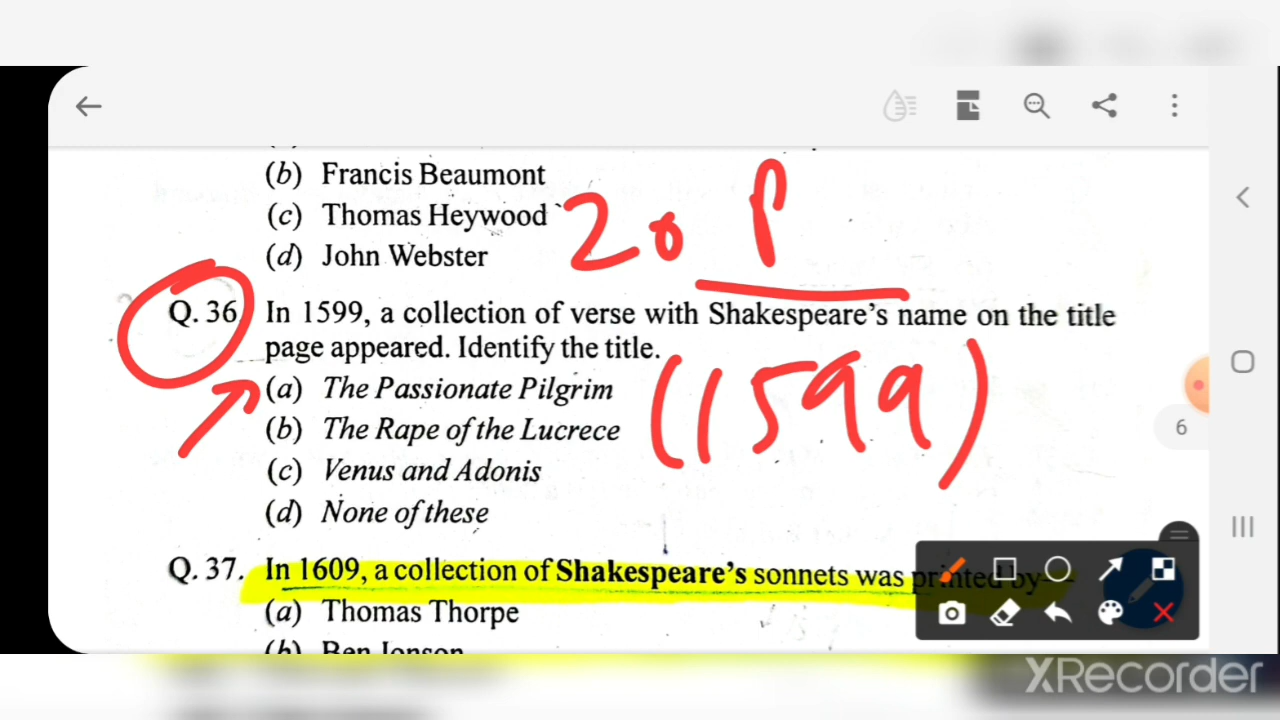 (b) Francis Beaumont
(c) Thomas Heywood
(d) John Webster
20 P
Q. 36 In 1599, a collection of verse with Shakespeare's name on the title
page appeared. Identify the title.
(a) The Passionate Pilgrim
(b) The Rape of the Lucrece
(c) Venus and Adonis
(d) None of these
(1599)
6
Q. 37. In 1609, a collection of Shakespeare's sonnets was printed by—
(a) Thomas Thorpe
(b) Ben Jonson
XRecorder